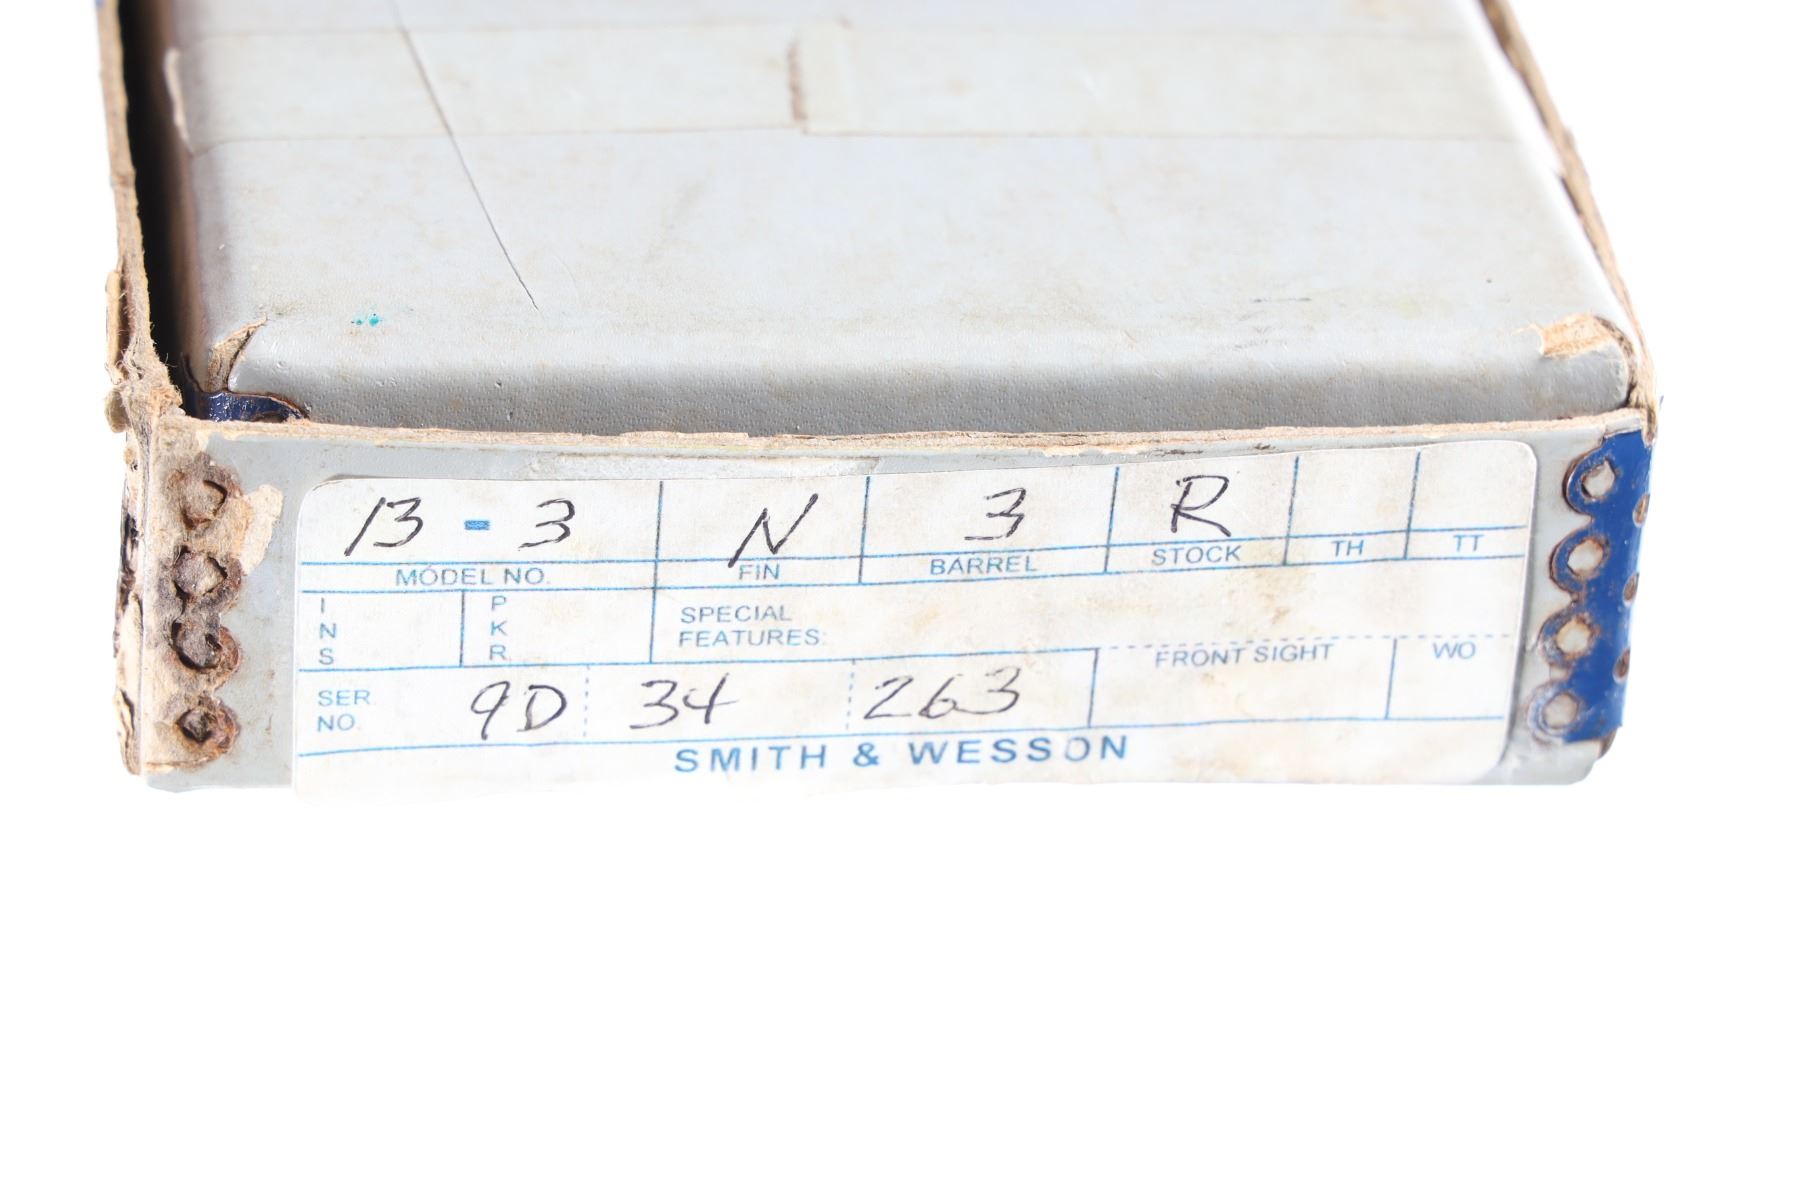 13 - 3 N 3 R
MODEL NO. FIN BARREL STOCK TH TT
INS PKR SPECIAL
FEATURES:
FRONT SIGHT WO
SER. NO. 9D 34 263
SMITH & WESSON